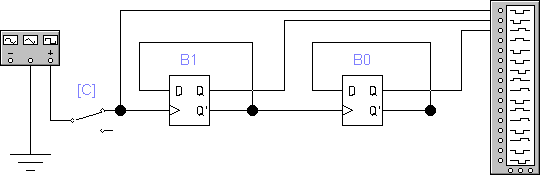 B1 B0
[C]
D Q D Q
Q' Q'
− +